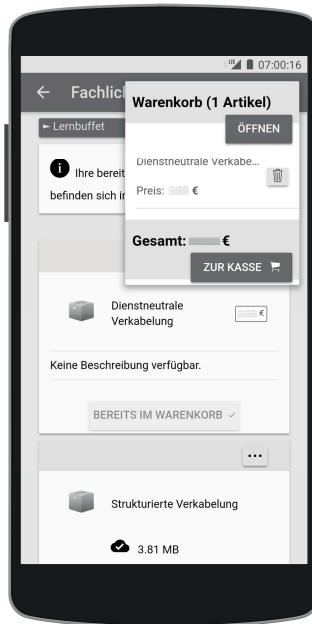 LTE 07:00:16
Fachlich
Warenkorb (1 Artikel)
ÖFFNEN
► Lernbuffet
Dienstneutrale Verkabe...
i Ihre bereit
Preis: €
befinden sich in
Gesamt: €
ZUR KASSE
Dienstneutrale
Verkabelung
€
Keine Beschreibung verfügbar.
BEREITS IM WARENKORB ✓
...
Strukturierte Verkabelung
3.81 MB